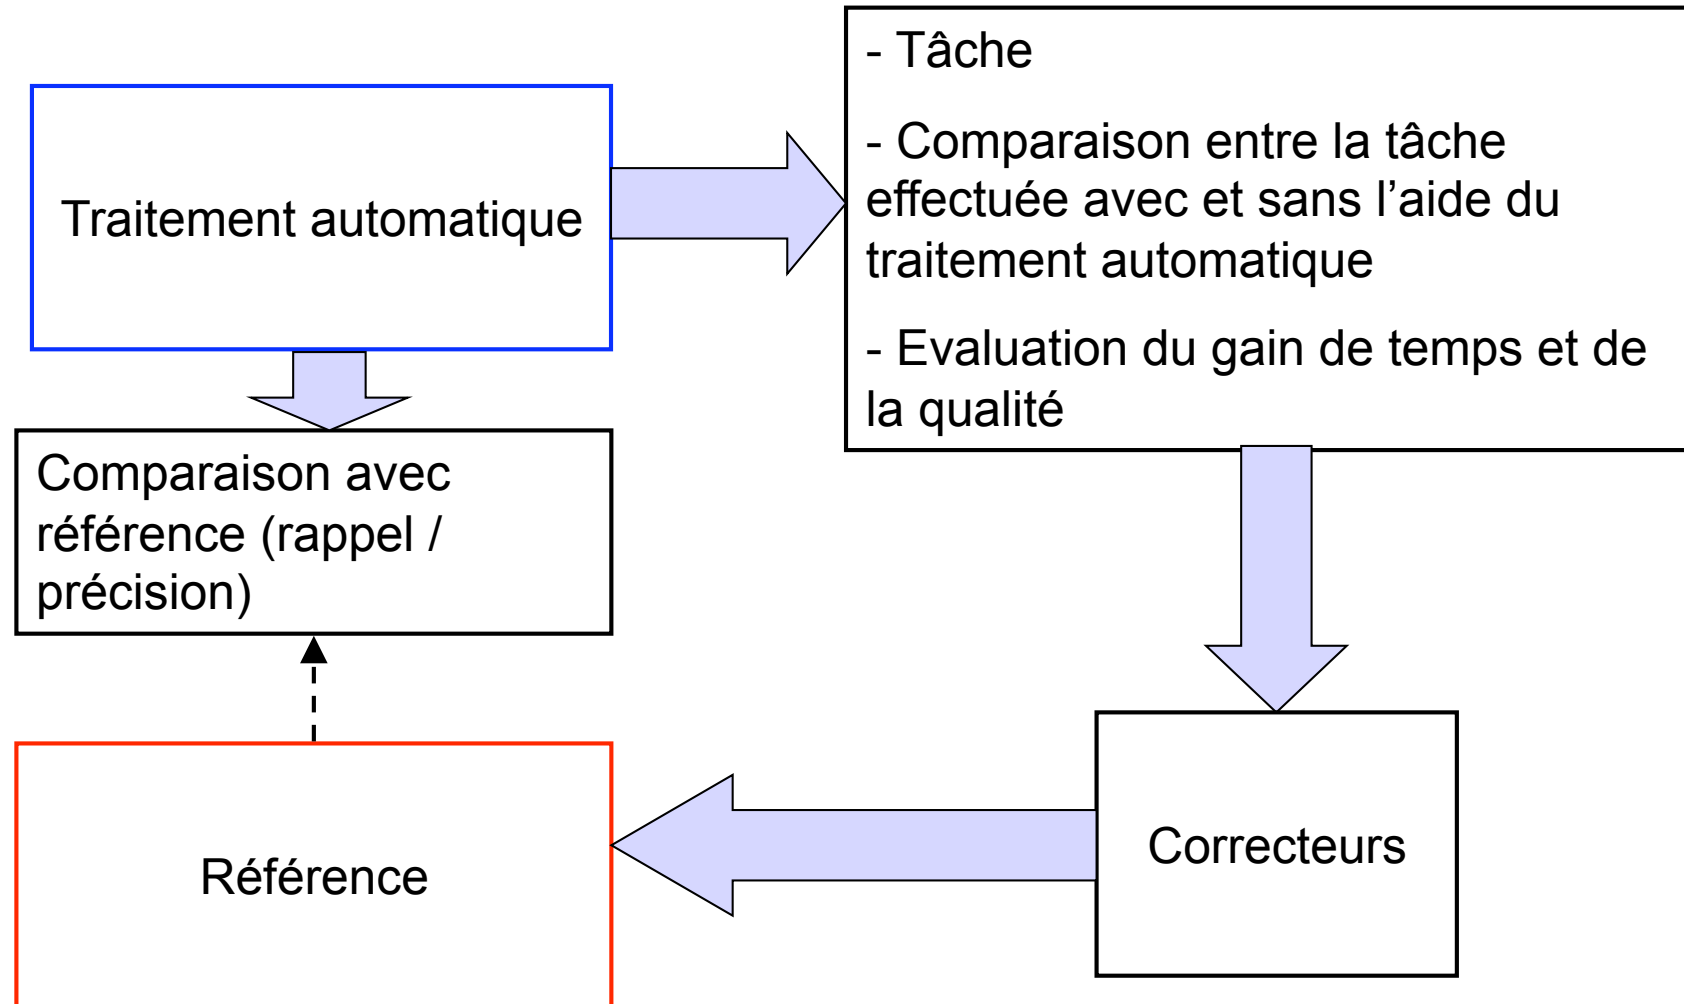 Traitement automatique
- Tâche
- Comparaison entre la tâche
effectuée avec et sans l’aide du
traitement automatique
- Evaluation du gain de temps et de
la qualité
Comparaison avec
référence (rappel /
précision)
Référence
Correcteurs